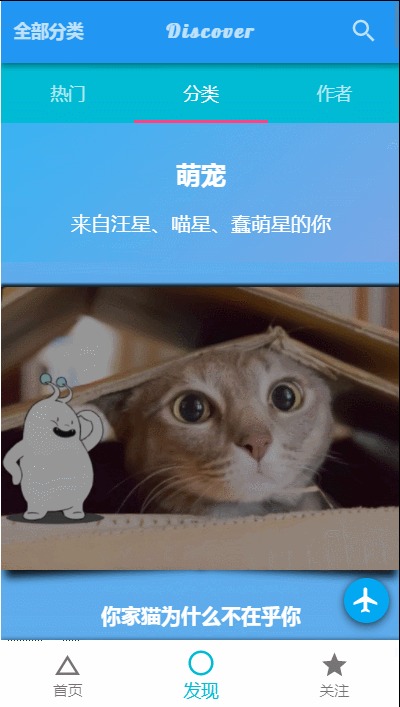 全部分类 Discover
热门 分类 作者
萌宠
来自汪星、喵星、蠢萌星的你
你家猫为什么不在乎你
首页 发现 关注